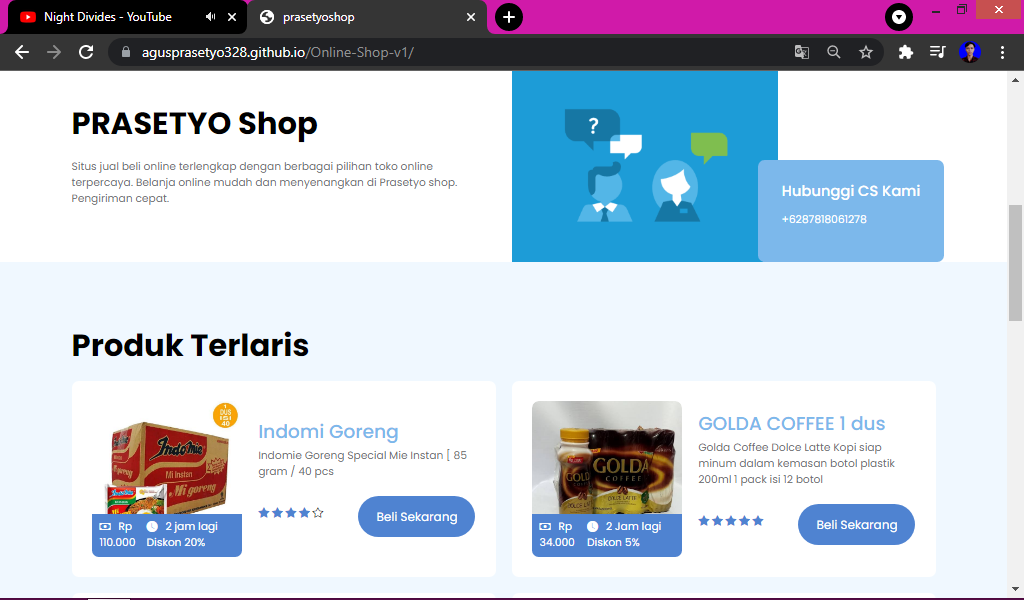 Night Divides - YouTube
prasetyoshop
agusprasetyo328.github.io/Online-Shop-v1/
PRASETYO Shop
Situs jual beli online terlengkap dengan berbagai pilihan toko online
terpercaya. Belanja online mudah dan menyenangkan di Prasetyo shop.
Pengiriman cepat.
?
Hubunggi CS Kami
+6287818061278
Produk Terlaris
1
DUS
ISI
40
Indomie
Mi Instan
Mi goreng
Indomi Goreng
Indomie Goreng Special Mie Instan [ 85
gram / 40 pcs
Rp
110.000
2 jam lagi
Diskon 20%
Beli Sekarang
GOLDA
COFFEE
DOLCE LATTE
GOLDA COFFEE 1 dus
Golda Coffee Dolce Latte Kopi siap
minum dalam kemasan botol plastik
200ml 1 pack isi 12 botol
Rp
34.000
2 Jam lagi
Diskon 5%
Beli Sekarang